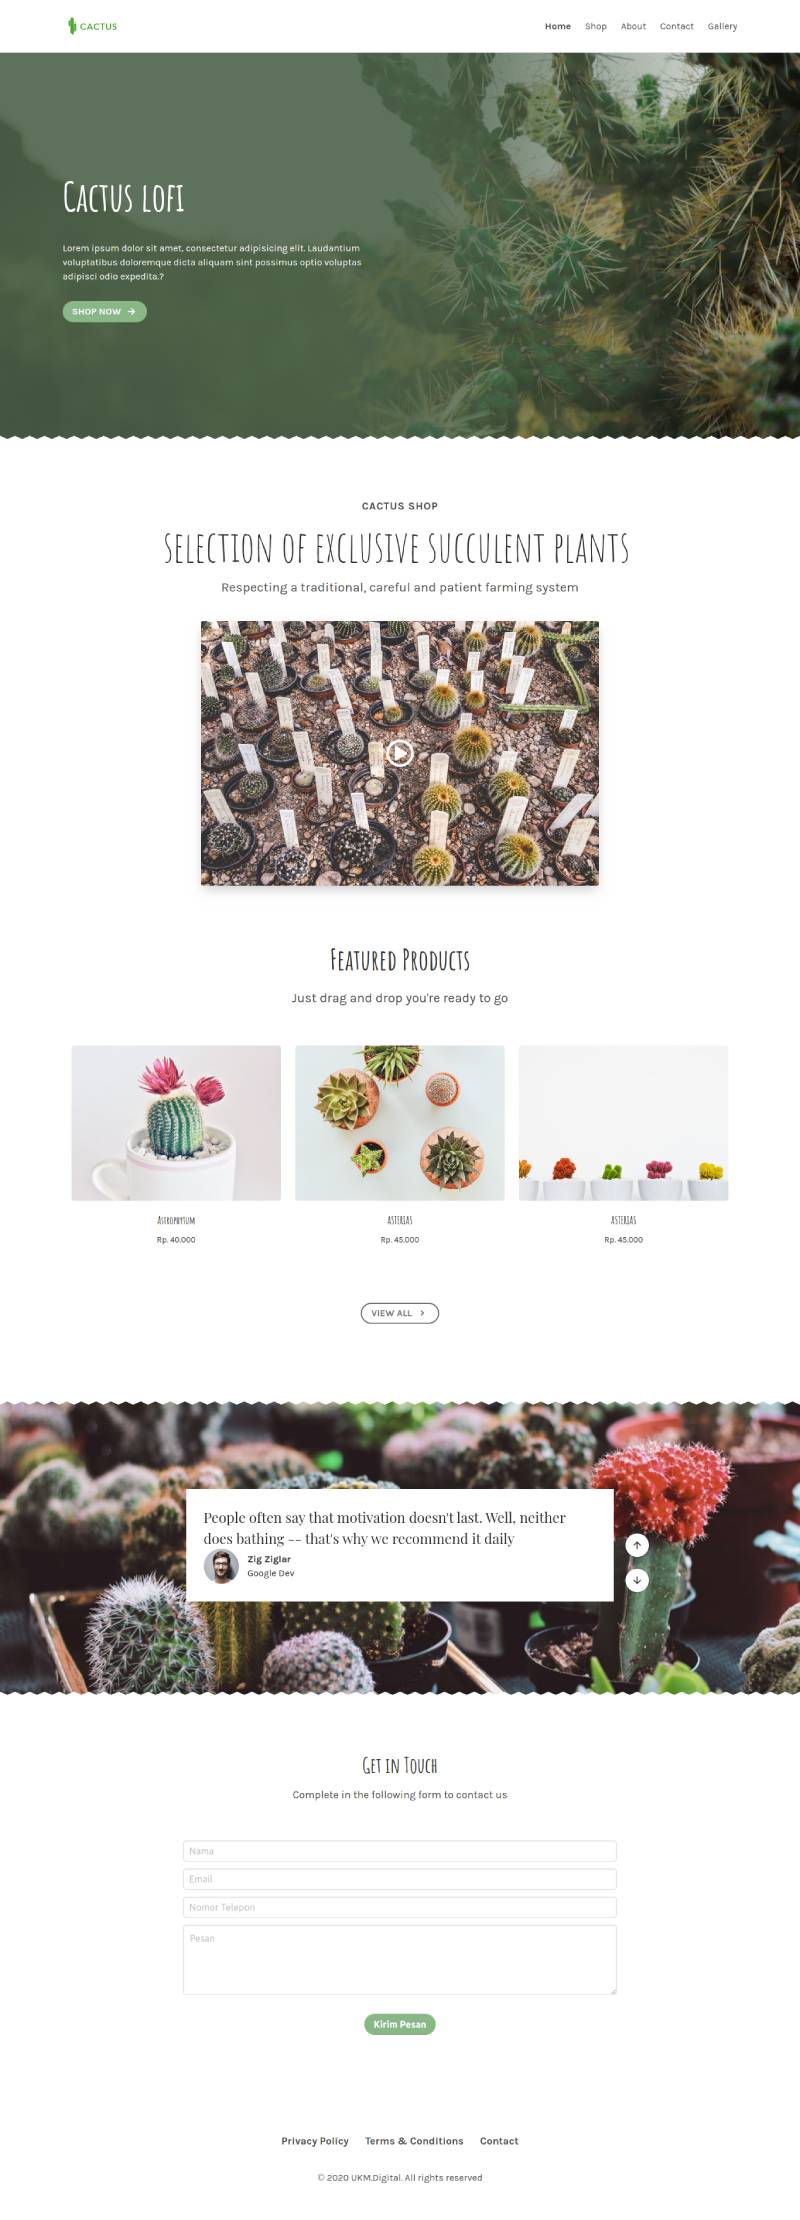 CACTUS
Home Shop About Contact Gallery
Cactus lofi
Lorem ipsum dolor sit amet, consectetur adipisicing elit. Laudantium
voluptatibus doloremque dicta aliquam sint possimus optio voluptas
adipisci odio expedita.?
SHOP NOW
CACTUS SHOP
SELECTION OF EXCLUSIVE SUCCULENT PLANTS
Respecting a traditional, careful and patient farming system
Featured Products
Just drag and drop you're ready to go
Astrophytum
ASTERIAS
ASTERIAS
Rp. 40.000
Rp. 45.000
Rp. 45.000
VIEW ALL
People often say that motivation doesn't last. Well, neither
does bathing -- that's why we recommend it daily
Zig Ziglar
Google Dev
Get in Touch
Complete in the following form to contact us
Nama
Email
Nomor Telepon
Pesan
Kirim Pesan
Privacy Policy Terms & Conditions Contact
© 2020 UKM.Digital. All rights reserved